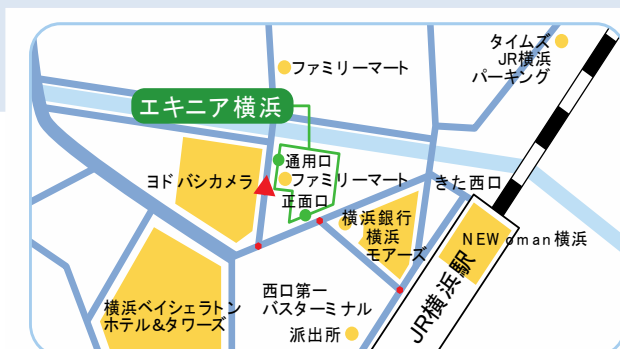 タイムズ
JR横浜
パーキング
ファミリーマート
エキニア横浜
通用口
ヨドバシカメラ
ファミリーマート
きた西口
正面口
横浜銀行
横浜
モアーズ
NEWoman横浜
JR横浜駅
西口第一
バスターミナル
横浜ベイシェラトン
ホテル&タワーズ
派出所